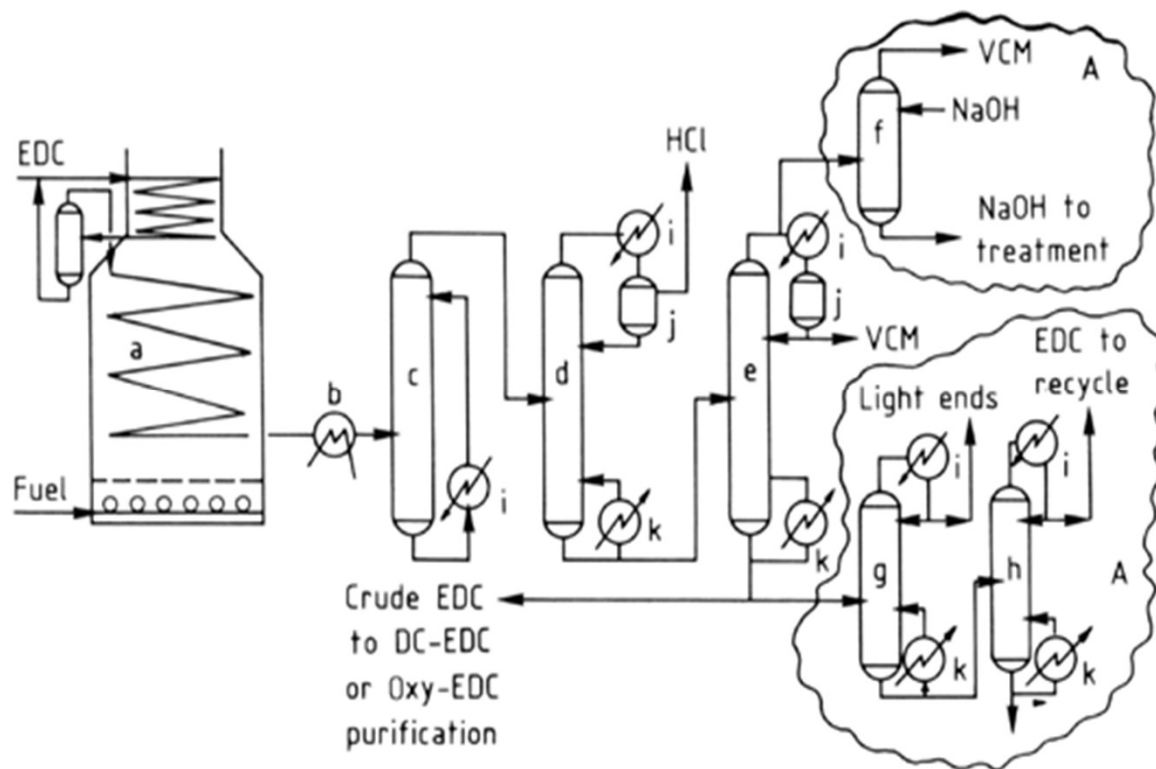 VCM
A
NaOH
f
HCl
EDC
NaOH to
treatment
i
i
j
j
a
c
d
e
VCM
EDC to
recycle
b
Light ends
i
i
Fuel
i
k
k
g
h
A
Crude EDC
to DC-EDC
or Oxy-EDC
purification
k
k